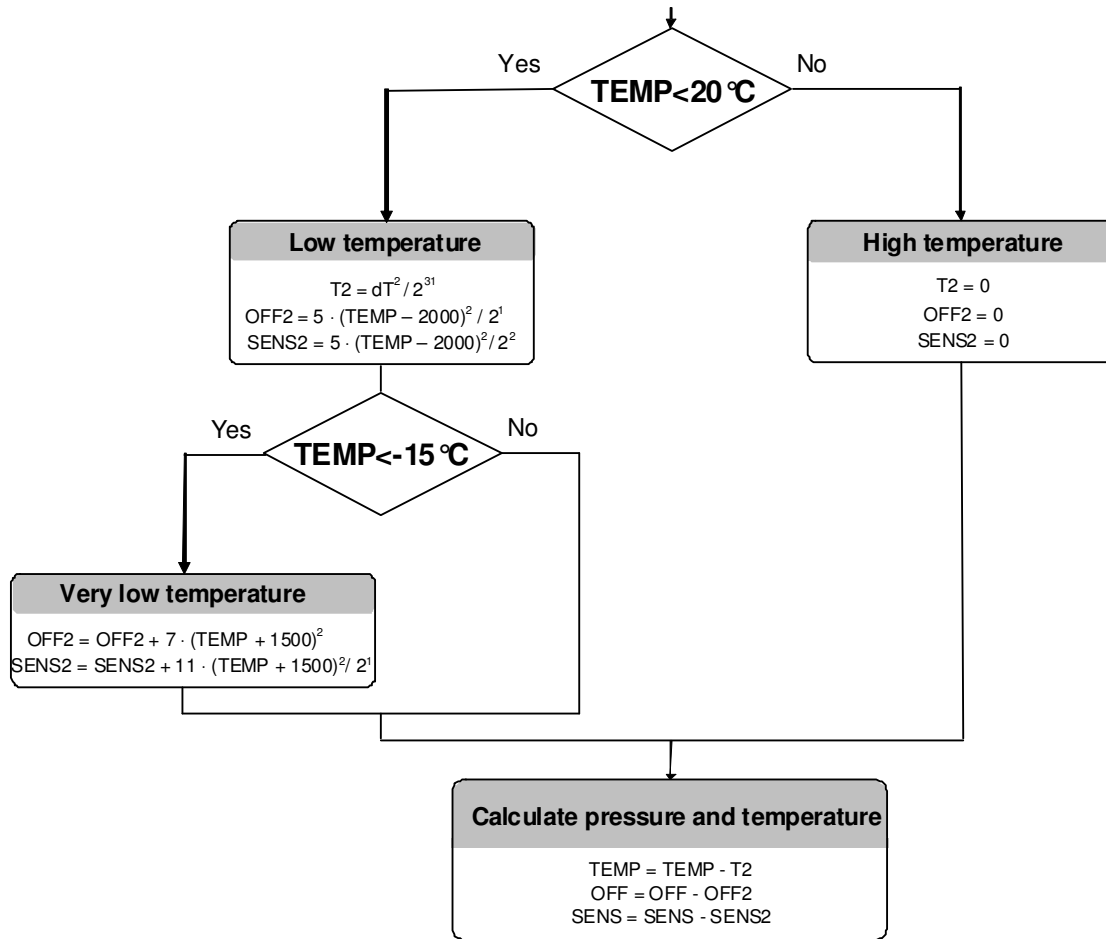 Yes
No
TEMP<20°C
Low temperature
T2 = dT² / 2³¹
OFF2 = 5 · (TEMP – 2000)² / 2¹
SENS2 = 5 · (TEMP – 2000)² / 2²
High temperature
T2 = 0
OFF2 = 0
SENS2 = 0
Yes
No
TEMP<-15°C
Very low temperature
OFF2 = OFF2 + 7 · (TEMP + 1500)²
SENS2 = SENS2 + 11 · (TEMP + 1500)² / 2¹
Calculate pressure and temperature
TEMP = TEMP - T2
OFF = OFF - OFF2
SENS = SENS - SENS2